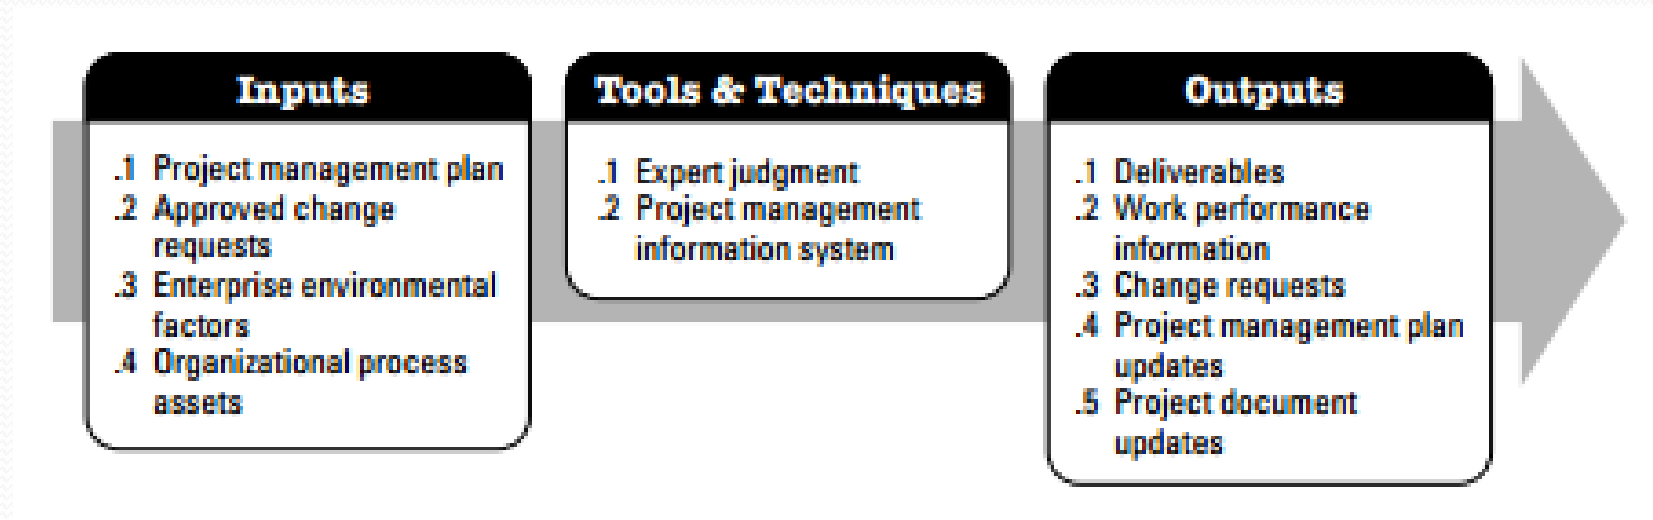 Inputs
.1 Project management plan
.2 Approved change
requests
.3 Enterprise environmental
factors
.4 Organizational process
assets
Tools & Techniques
.1 Expert judgment
.2 Project management
information system
Outputs
.1 Deliverables
.2 Work performance
information
.3 Change requests
.4 Project management plan
updates
.5 Project document
updates